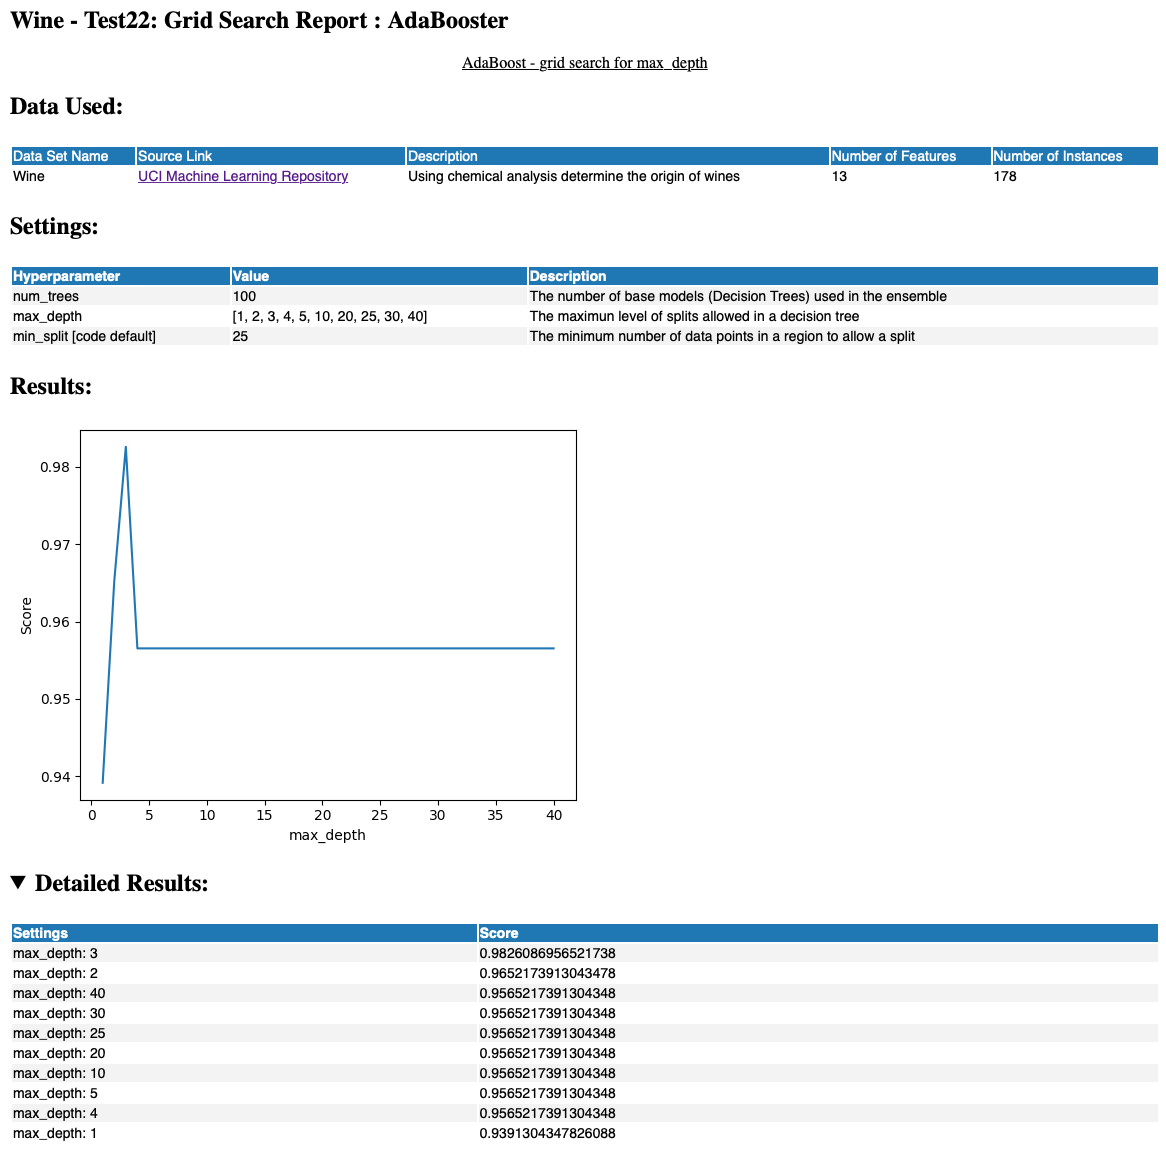 Wine - Test22: Grid Search Report : AdaBooster
AdaBoost - grid search for max_depth
Data Used:
Data Set Name Source Link Description Number of Features Number of Instances
Wine UCI Machine Learning Repository Using chemical analysis determine the origin of wines 13 178
Settings:
Hyperparameter Value Description
num_trees 100 The number of base models (Decision Trees) used in the ensemble
max_depth [1, 2, 3, 4, 5, 10, 20, 25, 30, 40] The maximun level of splits allowed in a decision tree
min_split [code default] 25 The minimum number of data points in a region to allow a split
Results:
0.98
0.97
0.96
0.95
0.94
Score
0 5 10 15 20 25 30 35 40
max_depth
▼ Detailed Results:
Settings Score
max_depth: 3 0.9826086956521738
max_depth: 2 0.9652173913043478
max_depth: 40 0.9565217391304348
max_depth: 30 0.9565217391304348
max_depth: 25 0.9565217391304348
max_depth: 20 0.9565217391304348
max_depth: 10 0.9565217391304348
max_depth: 5 0.9565217391304348
max_depth: 4 0.9565217391304348
max_depth: 1 0.9391304347826088